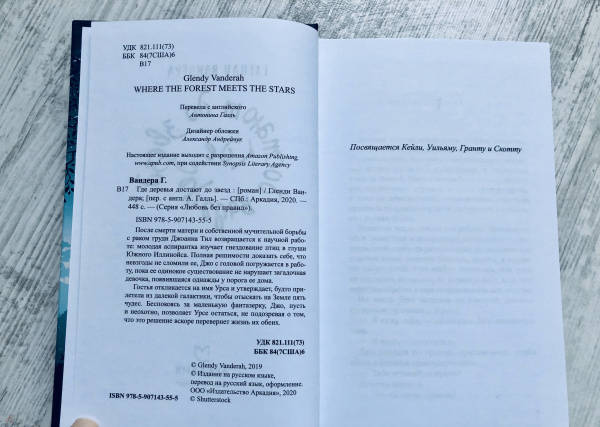 УДК 821.111(73)
ББК 84(7США)6
В17
Glendy Vanderah
WHERE THE FOREST MEETS THE STARS
Перевела с английского
Антонина Галль
Дизайнер обложек
Александр Андрейчук
Настоящее издание выходит с разрешения Amazon Publishing,
www.apub.com, при содействии Synopsis Literary Agency
Вандера Г.
В17 Где деревья достают до звезд : [роман] / Гленди Ван-
дера; [пер. с англ. А. Галль]. — СПб.: Аркадия, 2020. —
448 с. — (Серия «Любовь без правил»).
ISBN 978-5-907143-55-5
После смерти матери и собственной мучительной борьбы
с раком груди Джоанна Тил возвращается к научной рабо-
те: молодая аспирантка изучает гнездование птиц в глуши
Южного Иллинойса. Полная решимости доказать себе, что
невзгоды не сломили ее, Джо с головой погружается в рабо-
ту, пока ее одинокое существование не нарушает загадочная
девочка, появившаяся однажды у порога ее дома.
Гостья откликается на имя Урса и утверждает, будто при-
летела из далекой галактики, чтобы отыскать на Земле пять
чудес. Беспокоясь за маленькую фантазерку, Джо, пусть
и неохотно, позволяет Урсе остаться, не подозревая о том,
что это решение вскоре перевернет жизнь их обеих.
УДК 821.111(73)
ББК 84(7США)6
© Glendy Vanderah, 2019
© Издание на русском языке,
перевод на русский язык, оформление.
ООО «Издательство Аркадия», 2020
ISBN 978-5-907143-55-5 © Shutterstock
Посвящается Кейли, Уильяму, Гранту и Скотту